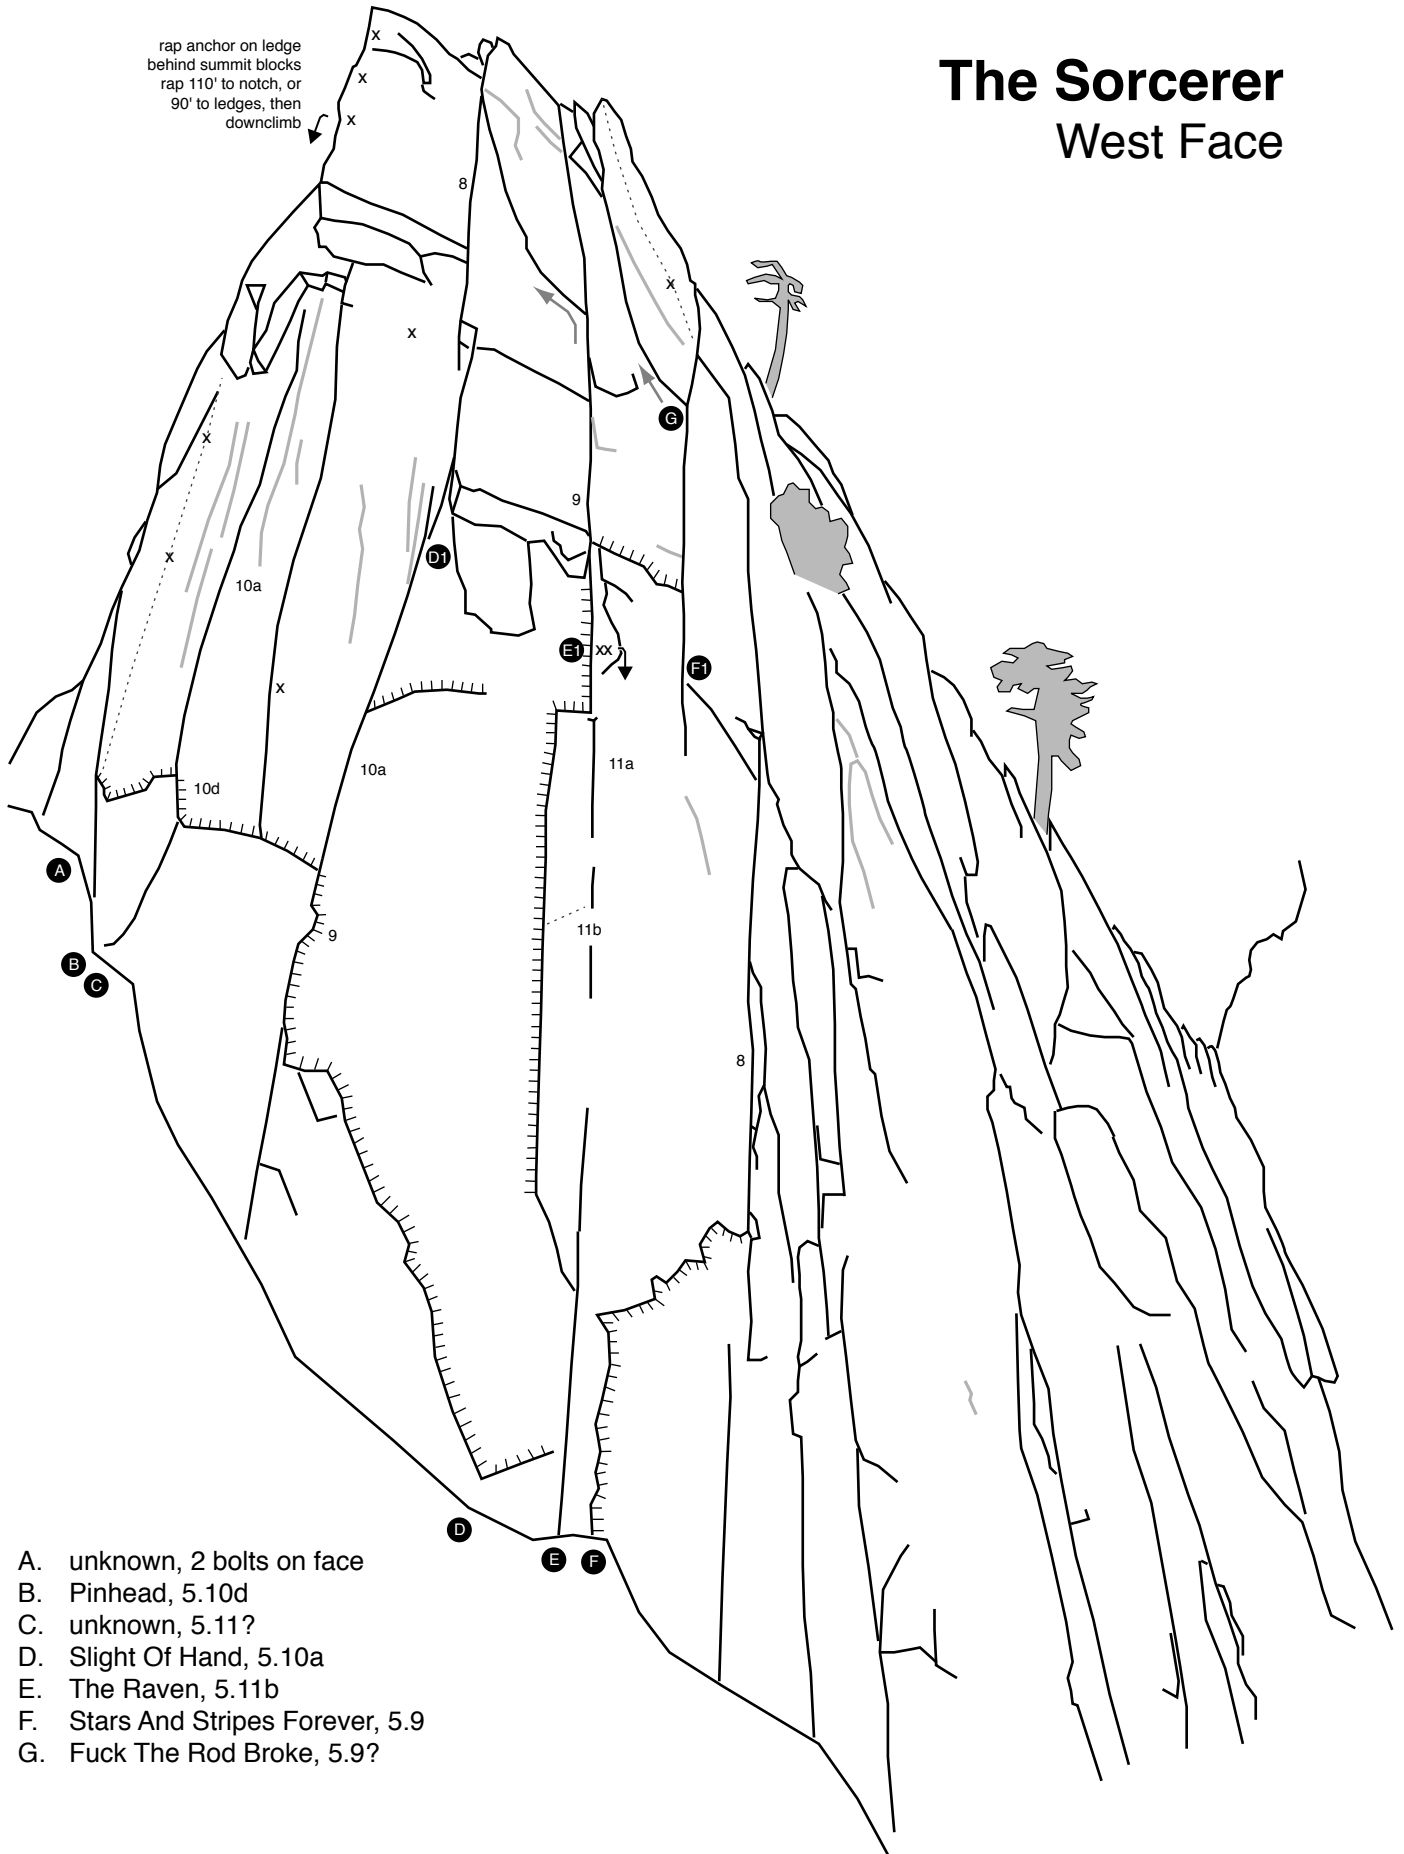 The Sorcerer
West Face
rap anchor on ledge
behind summit blocks
rap 110' to notch, or
90' to ledges, then
downclimb
x
x
x
8
x
x
G
x
9
x
D1
10a
E1
xx
F1
x
10a
11a
10d
A
11b
9
B
C
8
D
E
F
A. unknown, 2 bolts on face
B. Pinhead, 5.10d
C. unknown, 5.11?
D. Slight Of Hand, 5.10a
E. The Raven, 5.11b
F. Stars And Stripes Forever, 5.9
G. Fuck The Rod Broke, 5.9?